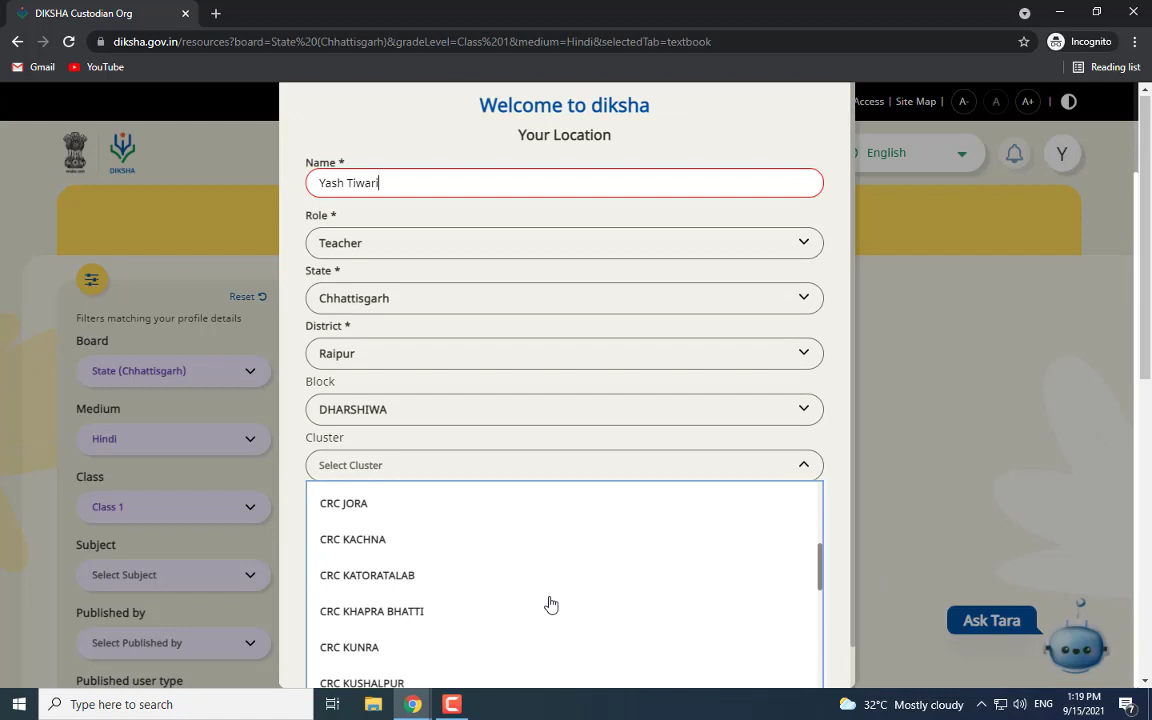 DIKSHA Custodian Org
diksha.gov.in/resources?board=State%20(Chhattisgarh)&gradeLevel=Class%201&medium=Hindi&selectedTab=textbook
Incognito
Gmail
YouTube
Reading list
Access | Site Map |
A-
A
A+
DIKSHA
English
Y
Reset
Filters matching your profile details
Board
State (Chhattisgarh)
Medium
Hindi
Class
Class 1
Subject
Select Subject
Published by
Select Published by
Published user type
Welcome to diksha
Your Location
Name *
Yash Tiwari
Role *
Teacher
State *
Chhattisgarh
District *
Raipur
Block
DHARSHIWA
Cluster
Select Cluster
CRC JORA
CRC KACHNA
CRC KATORATALAB
CRC KHAPRA BHATTI
CRC KUNRA
CRC KUSHALPUR
Ask Tara
Type here to search
32°C Mostly cloudy
ENG
1:19 PM
9/15/2021
7